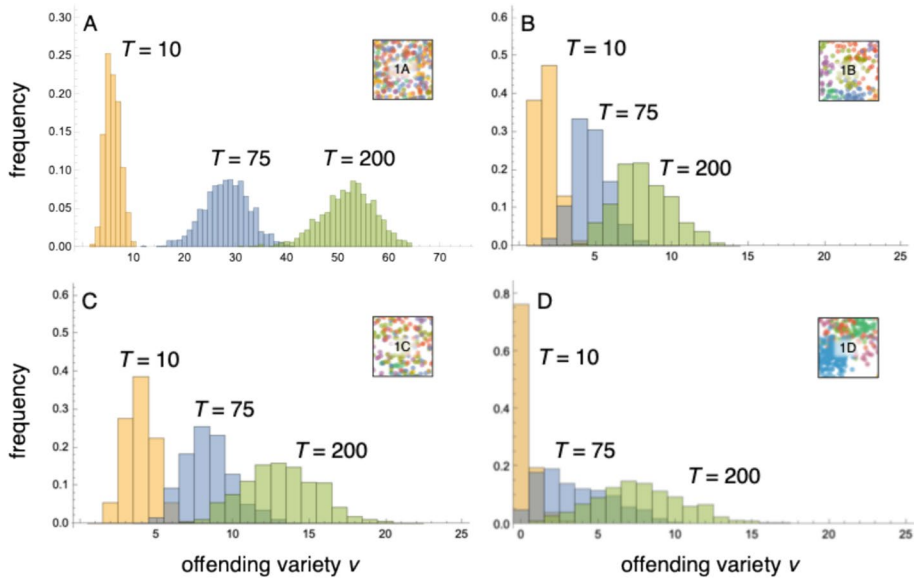 A
0.30
0.25
0.20
0.15
0.10
0.05
0.00
10 20 30 40 50 60 70
frequency
T = 10
T = 75
T = 200
1A
B
0.6
0.5
0.4
0.3
0.2
0.1
0.0
5 10 15 20 25
T = 10
T = 75
T = 200
1B
C
0.6
0.5
0.4
0.3
0.2
0.1
0.0
0 5 10 15 20 25
frequency
offending variety v
T = 10
T = 75
T = 200
1C
D
0.8
0.6
0.4
0.2
0.0
0 5 10 15 20 25
offending variety v
T = 10
T = 75
T = 200
1D